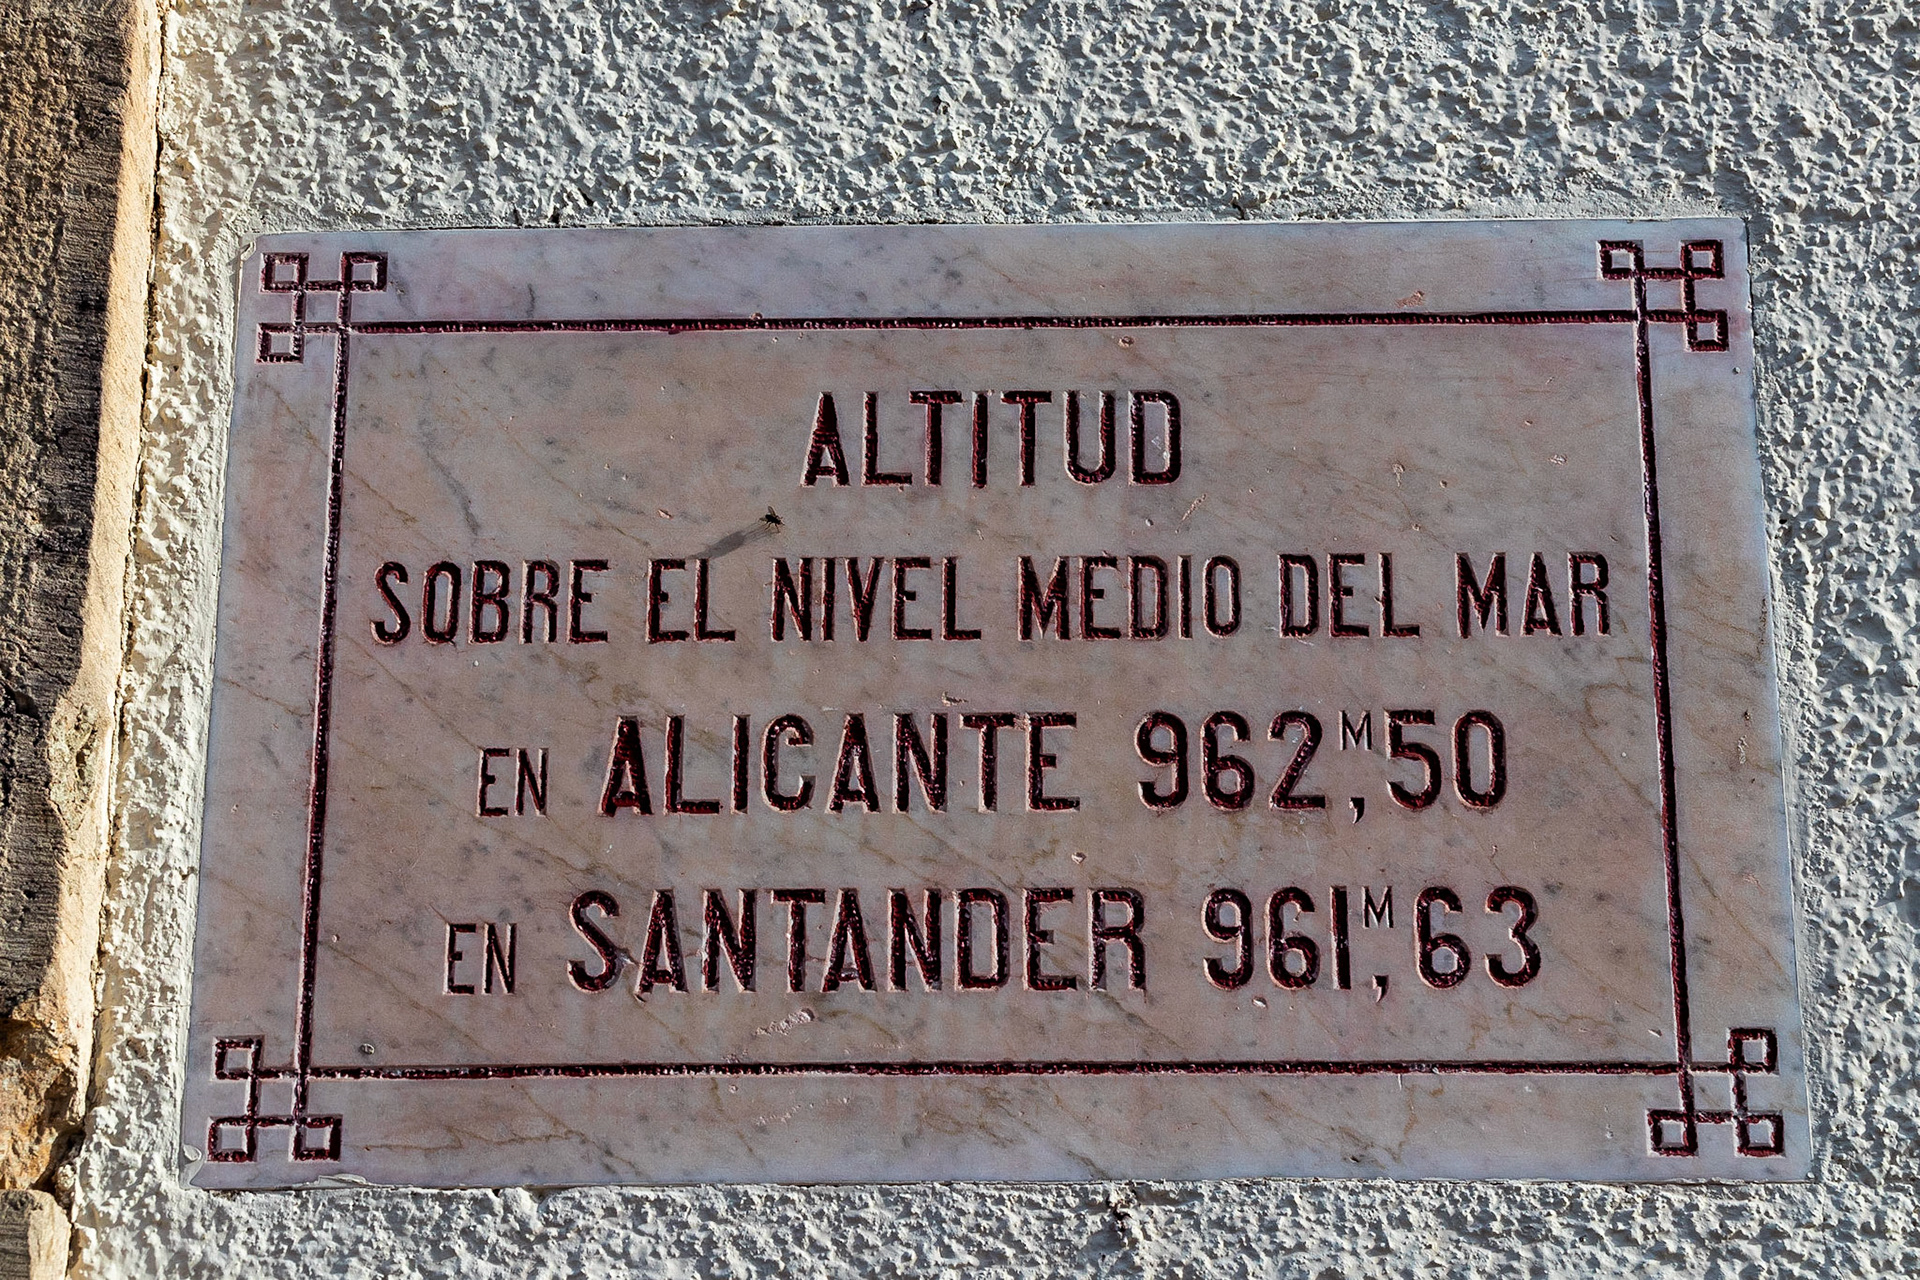 ALTITUD
SOBRE EL NIVEL MEDIO DEL MAR
EN ALICANTE 962ᴹ,50
EN SANTANDER 961ᴹ,63